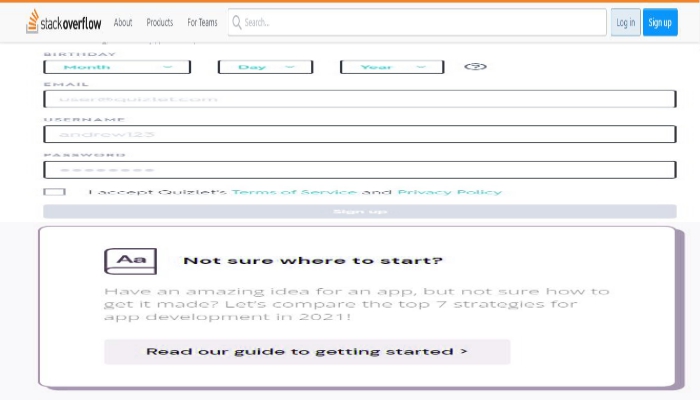 stackoverflow About Products For Teams Search... Log in Sign up
BIRTHDAY
Month Day Year ?
EMAIL
user@quizlet.com
USERNAME
andrew123
PASSWORD
I accept Quizlet's Terms of Service and Privacy Policy
Sign up
Aa Not sure where to start?
Have an amazing idea for an app, but not sure how to
get it made? Let's compare the top 7 strategies for
app development in 2021!
Read our guide to getting started >